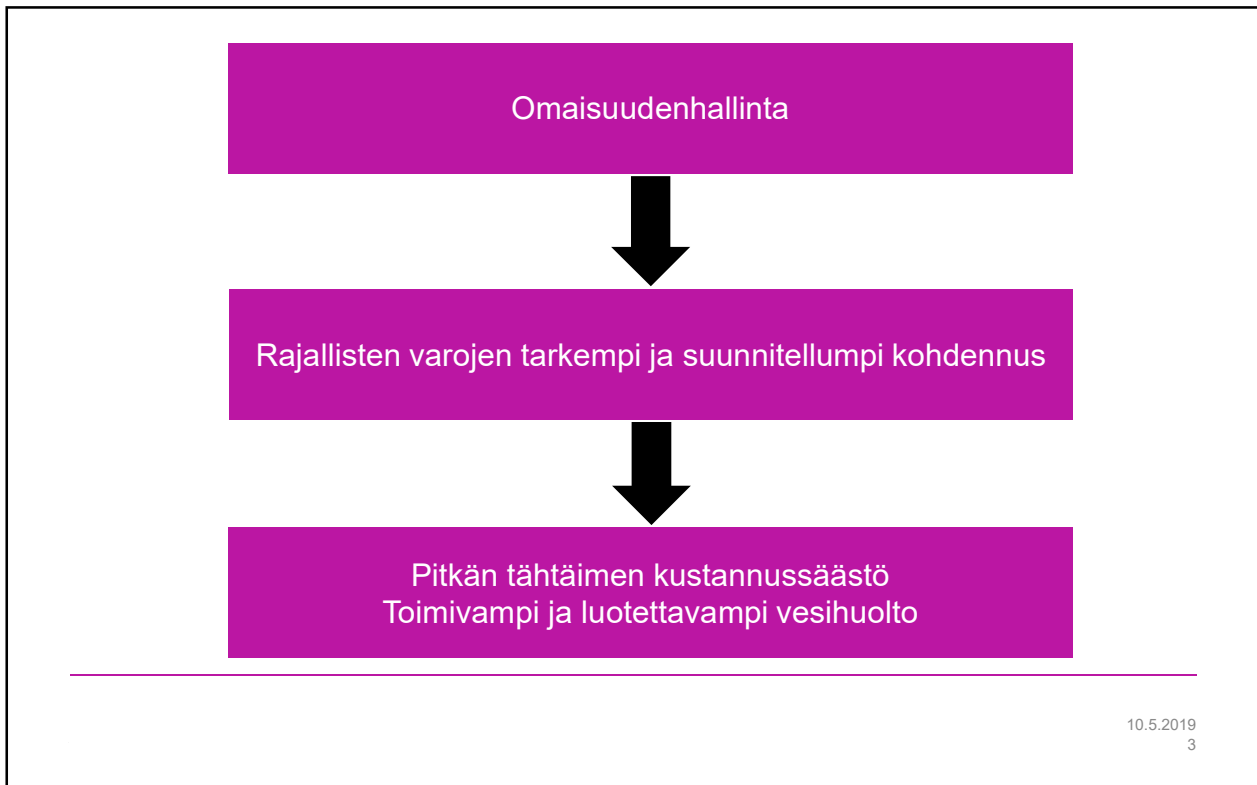 Omaisuudenhallinta
Rajallisten varojen tarkempi ja suunnitellumpi kohdennus
Pitkän tähtäimen kustannussäästö
Toimivampi ja luotettavampi vesihuolto
10.5.2019
3